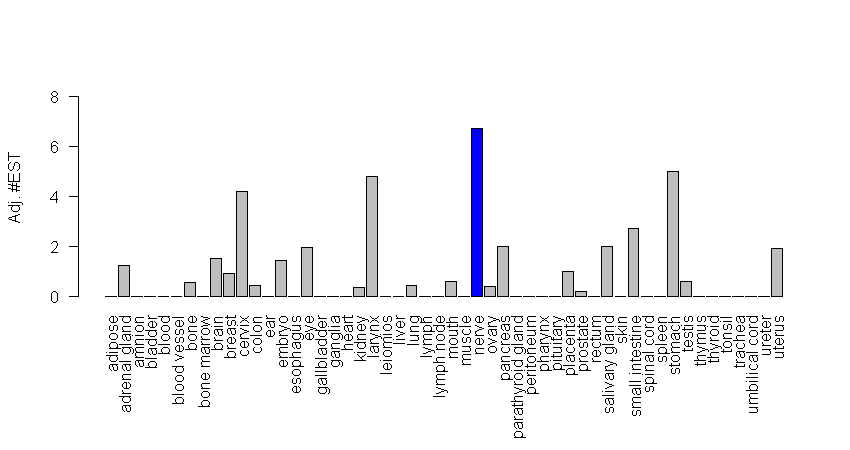 Adj. #EST
8
6
4
2
0
adipose
adrenal gland
amnion
bladder
blood
blood vessel
bone
bone marrow
brain
breast
cervix
colon
ear
embryo
esophagus
eye
gallbladder
ganglia
heart
kidney
larynx
leiomios
liver
lung
lymph
lymph node
mouth
muscle
nerve
ovary
pancreas
parathyroid gland
peritoneum
pharynx
pituitary
placenta
prostate
rectum
salivary gland
skin
small intestine
spinal cord
spleen
stomach
testis
thymus
thyroid
tonsil
trachea
umbilical cord
ureter
uterus